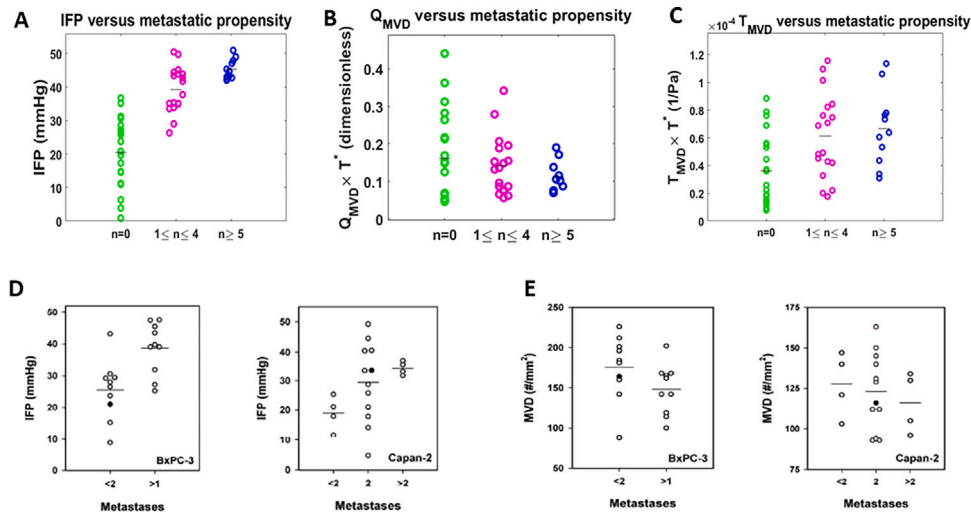 A
IFP versus metastatic propensity
IFP (mmHg)
50
40
30
20
10
0
n=0
1≤ n≤ 4
n≥ 5
B
Q_MVD versus metastatic propensity
Q_MVD × T* (dimensionless)
0.4
0.3
0.2
0.1
0
n=0
1≤ n≤ 4
n≥ 5
C
×10⁻⁴ T_MVD versus metastatic propensity
T_MVD × T* (1/Pa)
1.2
1
0.8
0.6
0.4
0.2
0
n=0
1≤ n≤ 4
n≥ 5
D
IFP (mmHg)
50
40
30
20
10
0
BxPC-3
<2
>1
Metastases
IFP (mmHg)
50
40
30
20
10
0
Capan-2
<2
2
>2
Metastases
E
MVD (#/mm²)
250
200
150
100
50
BxPC-3
<2
>1
Metastases
MVD (#/mm²)
175
150
125
100
75
Capan-2
<2
2
>2
Metastases